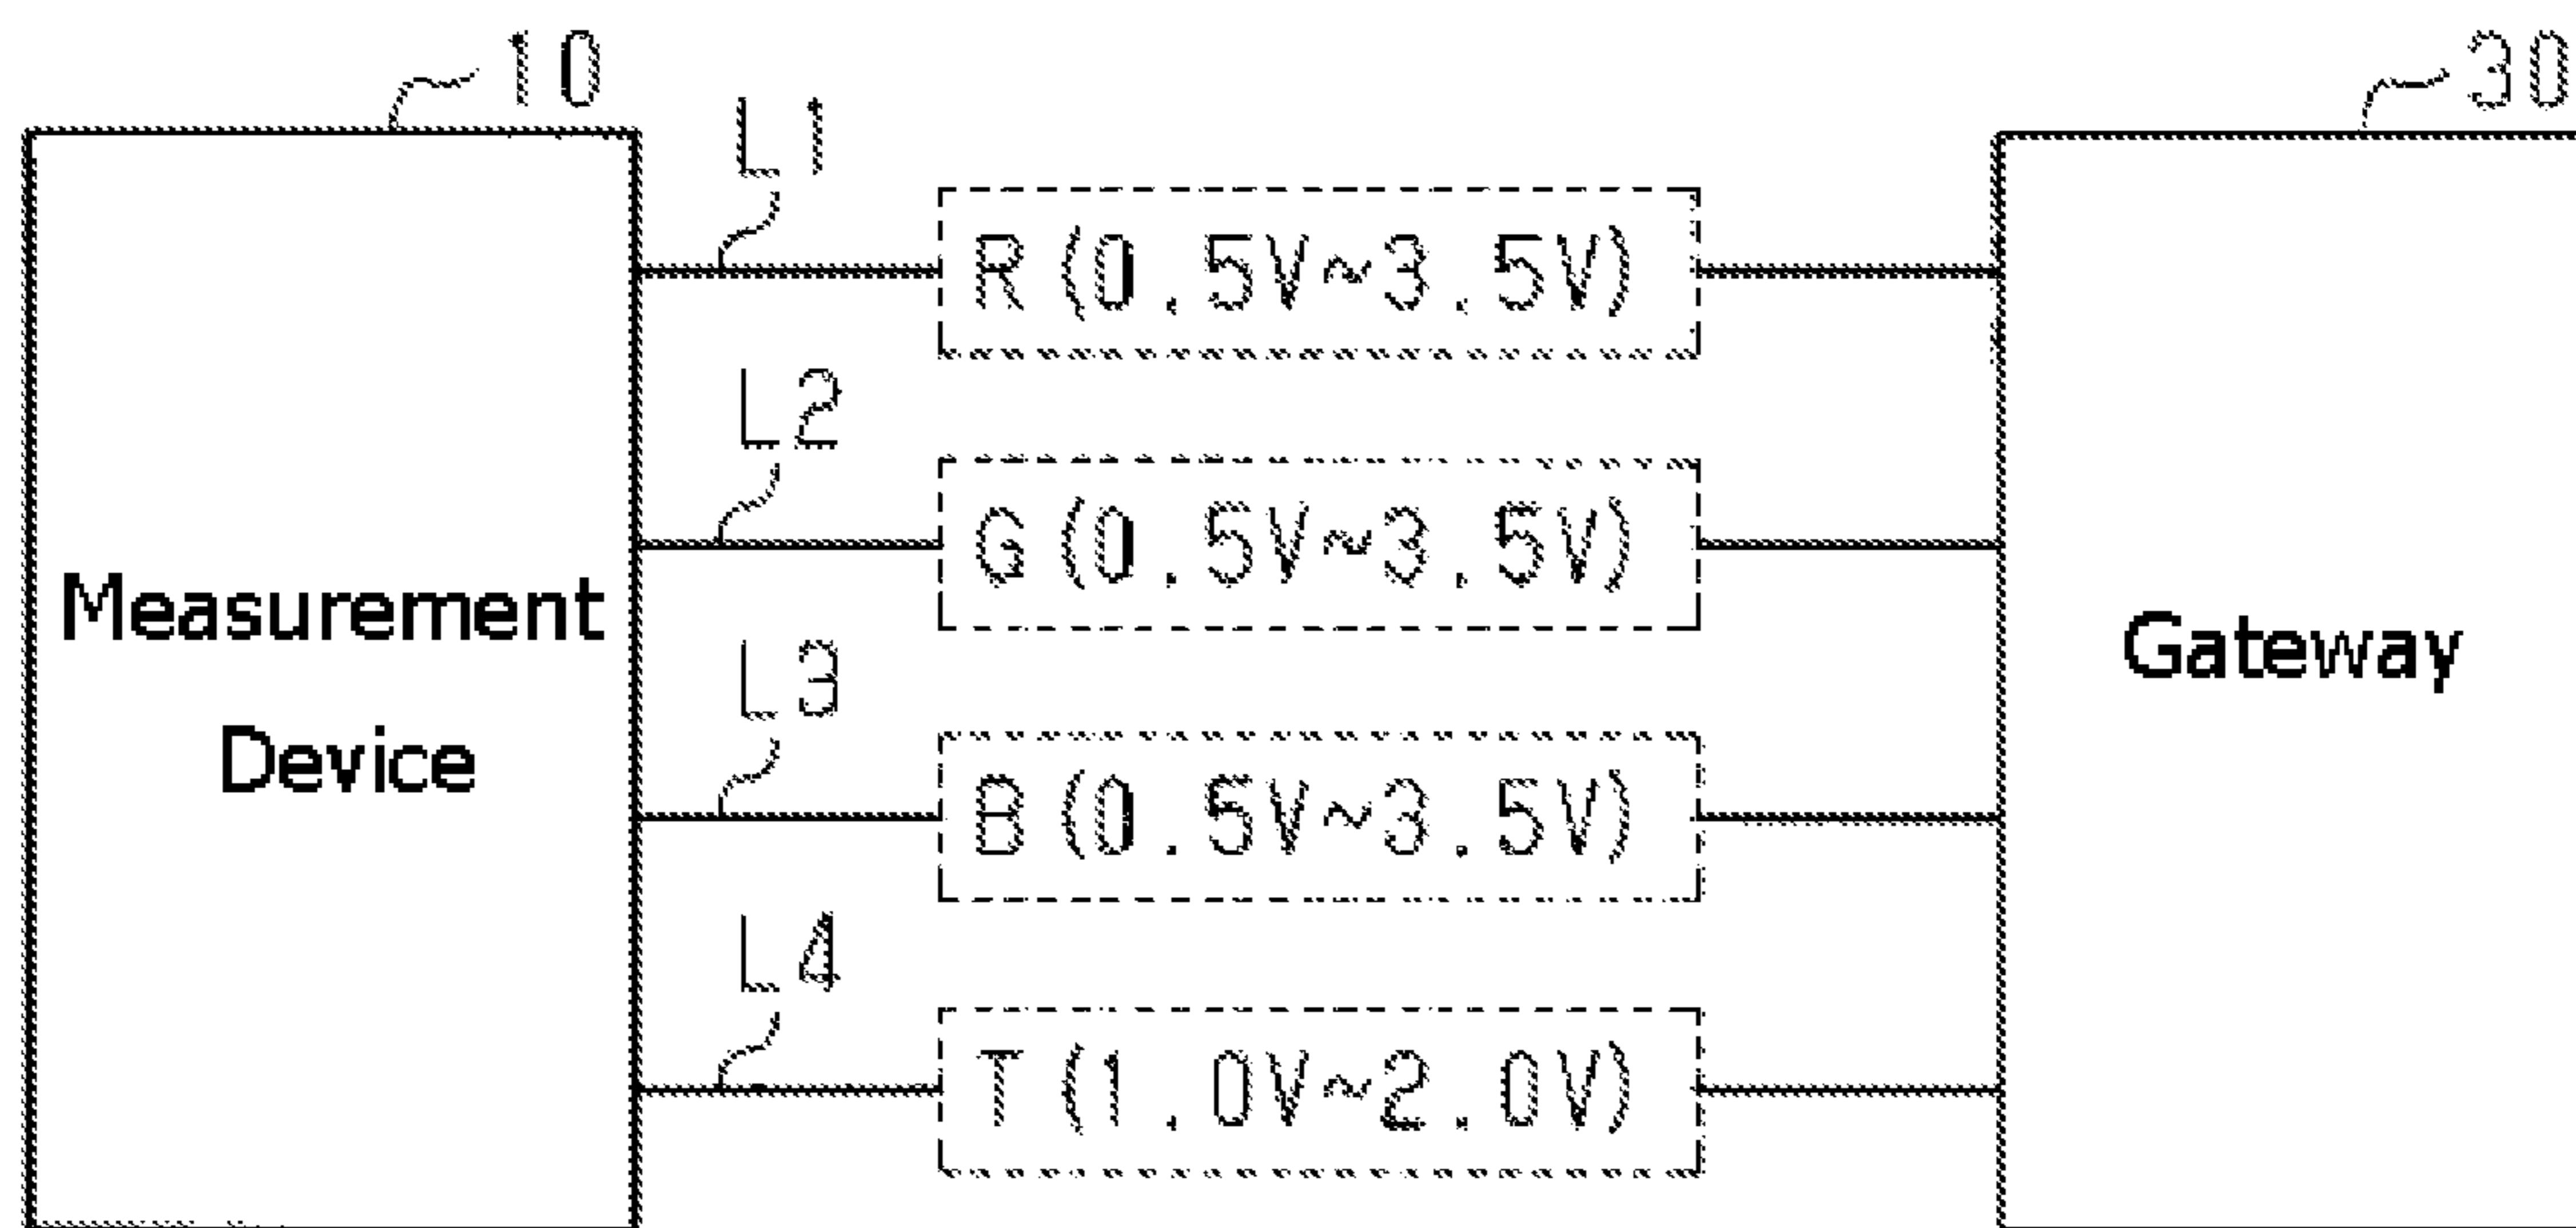 10
30
L1
R(0.5V~3.5V)
L2
G(0.5V~3.5V)
Measurement
Device
Gateway
L3
B(0.5V~3.5V)
L4
T(1.0V~2.0V)